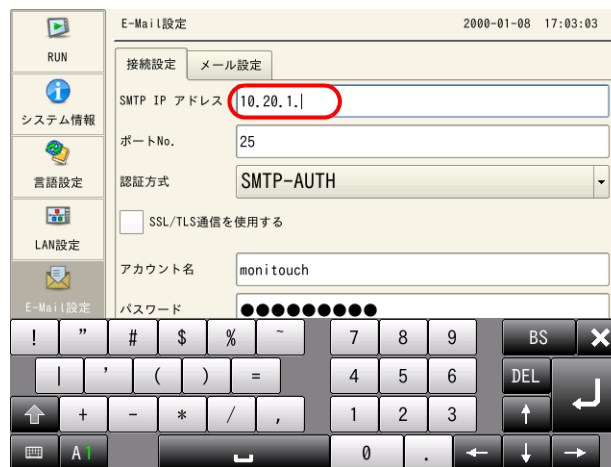 E-Mail設定
2000-01-08 17:03:03
RUN
システム情報
言語設定
LAN設定
E-Mail設定
接続設定
メール設定
SMTP IP アドレス
10.20.1.
ポートNo.
25
認証方式
SMTP-AUTH
SSL/TLS通信を使用する
アカウント名
monitouch
パスワード
●●●●●●●●●
! ” # $ % ~ 7 8 9 BS ×
| ’ ( ) = 4 5 6 DEL
+ - * / , 1 2 3 ↑
A1 0 . ← ↓ →